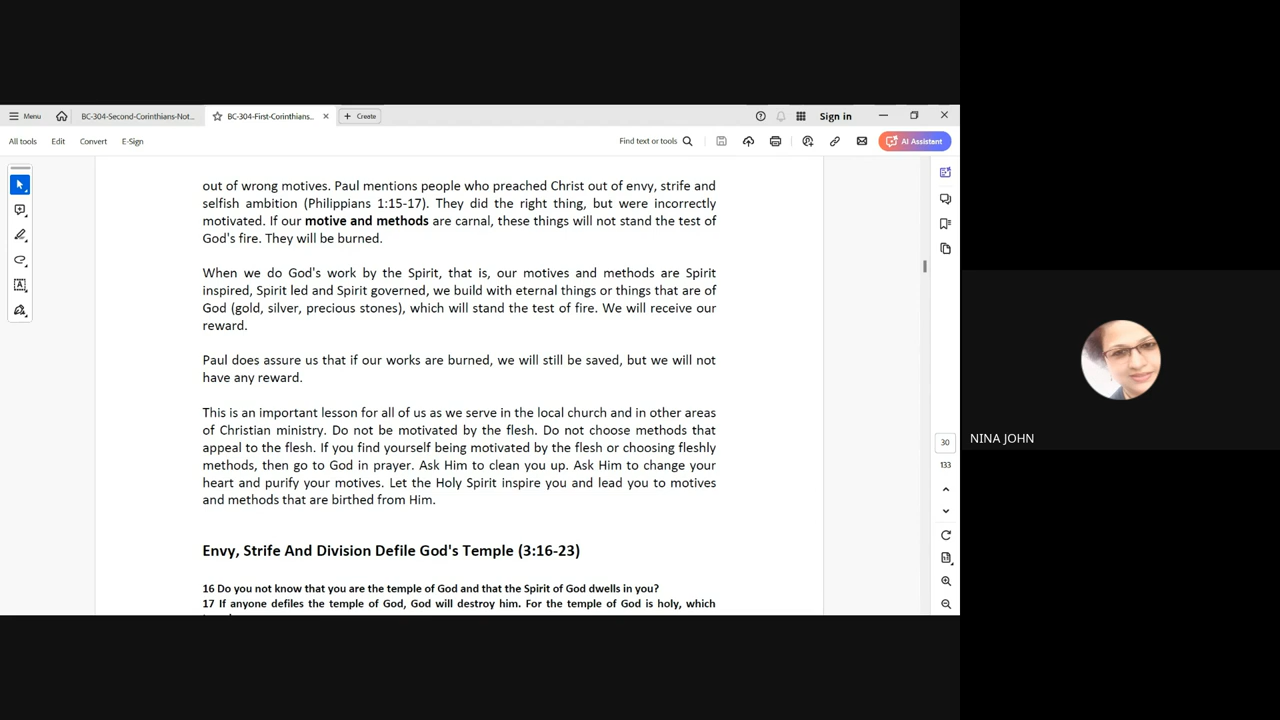 Menu
BC-304-Second-Corinthians-Not...
BC-304-First-Corinthians...
Create
Sign in
All tools
Edit
Convert
E-Sign
Find text or tools
AI Assistant
out of wrong motives. Paul mentions people who preached Christ out of envy, strife and
selfish ambition (Philippians 1:15-17). They did the right thing, but were incorrectly
motivated. If our motive and methods are carnal, these things will not stand the test of
God's fire. They will be burned.
When we do God's work by the Spirit, that is, our motives and methods are Spirit
inspired, Spirit led and Spirit governed, we build with eternal things or things that are of
God (gold, silver, precious stones), which will stand the test of fire. We will receive our
reward.
Paul does assure us that if our works are burned, we will still be saved, but we will not
have any reward.
This is an important lesson for all of us as we serve in the local church and in other areas
of Christian ministry. Do not be motivated by the flesh. Do not choose methods that
appeal to the flesh. If you find yourself being motivated by the flesh or choosing fleshly
methods, then go to God in prayer. Ask Him to clean you up. Ask Him to change your
heart and purify your motives. Let the Holy Spirit inspire you and lead you to motives
and methods that are birthed from Him.
Envy, Strife And Division Defile God's Temple (3:16-23)
16 Do you not know that you are the temple of God and that the Spirit of God dwells in you?
17 If anyone defiles the temple of God, God will destroy him. For the temple of God is holy, which
30
133
NINA JOHN